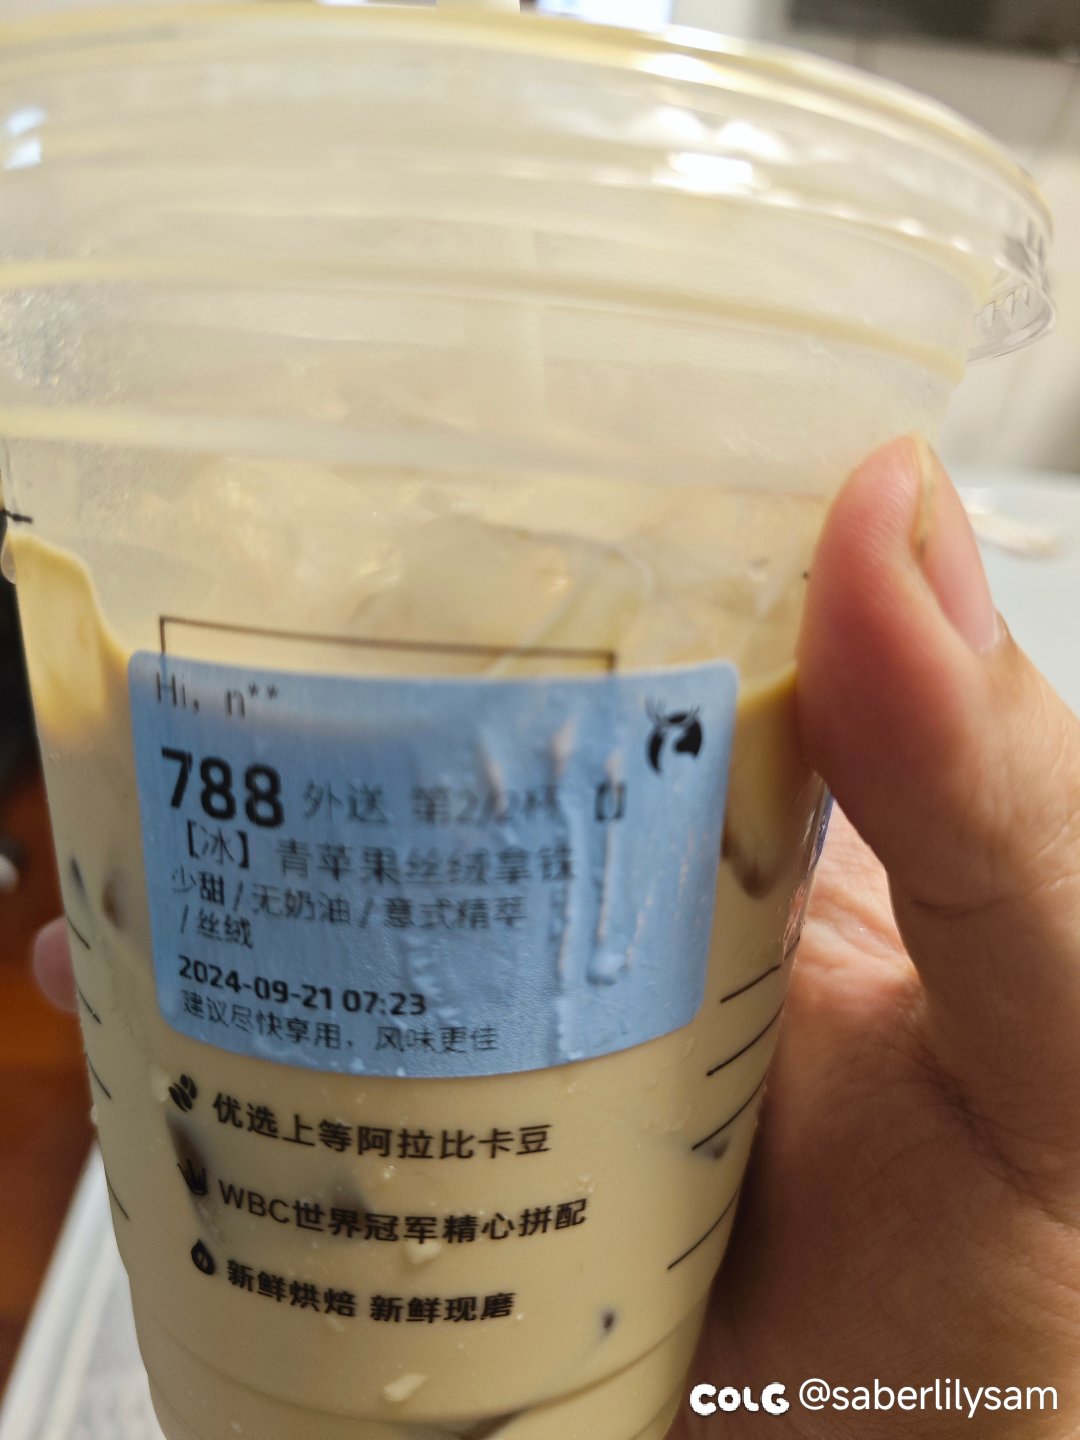 Hi, n**
788 外送 第2/2杯 【】
【冰】青苹果丝绒拿铁
少甜/无奶油/意式精萃
/丝绒
2024-09-21 07:23
建议尽快享用，风味更佳
优选上等阿拉比卡豆
WBC世界冠军精心拼配
新鲜烘焙 新鲜现磨
COLG @saberlilysam